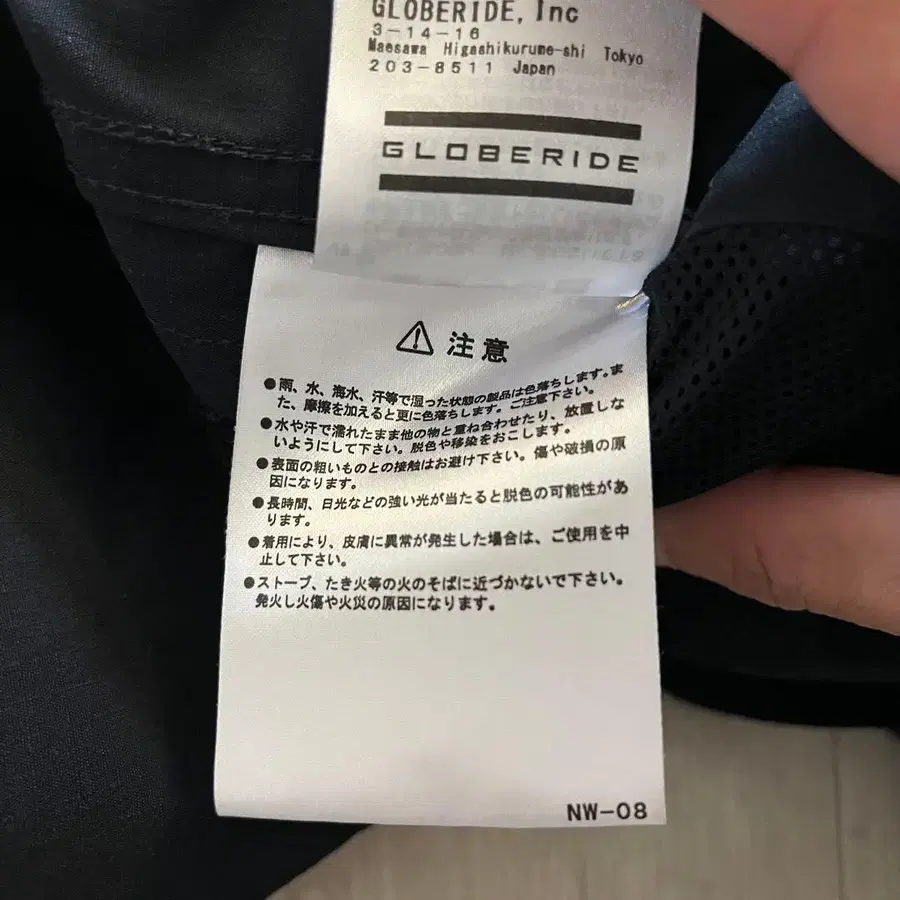 GLOBERIDE, Inc
3-14-16
Maesawa Higashikurume-shi Tokyo
203-8511 Japan
GLOBERIDE
注意
●雨、水、海水、汗等で湿った状態の製品は色落ちします。ま
た、摩擦を加えると更に色落ちします。ご注意下さい。
●水や汗で濡れたまま他の物と重ね合わせたり、放置しな
いようにして下さい。脱色や移染をおこします。
●表面の粗いものとの接触はお避け下さい。傷や破損の原
因になります。
●長時間、日光などの強い光が当たると脱色の可能性があ
ります。
●着用により、皮膚に異常が発生した場合は、ご使用を中
止して下さい。
●ストーブ、たき火等の火のそばに近づかないで下さい。
発火し火傷や火災の原因になります。
NW-08